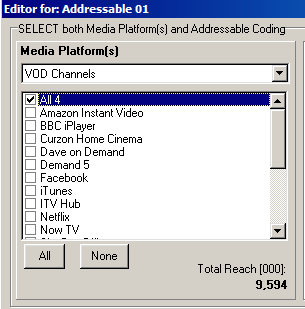 Editor for: Addressable 01
SELECT both Media Platform(s) and Addressable Coding
Media Platform(s)
VOD Channels
All 4
Amazon Instant Video
BBC iPlayer
Curzon Home Cinema
Dave on Demand
Demand 5
Facebook
iTunes
ITV Hub
Netflix
Now TV
All None
Total Reach [000]:
9,594